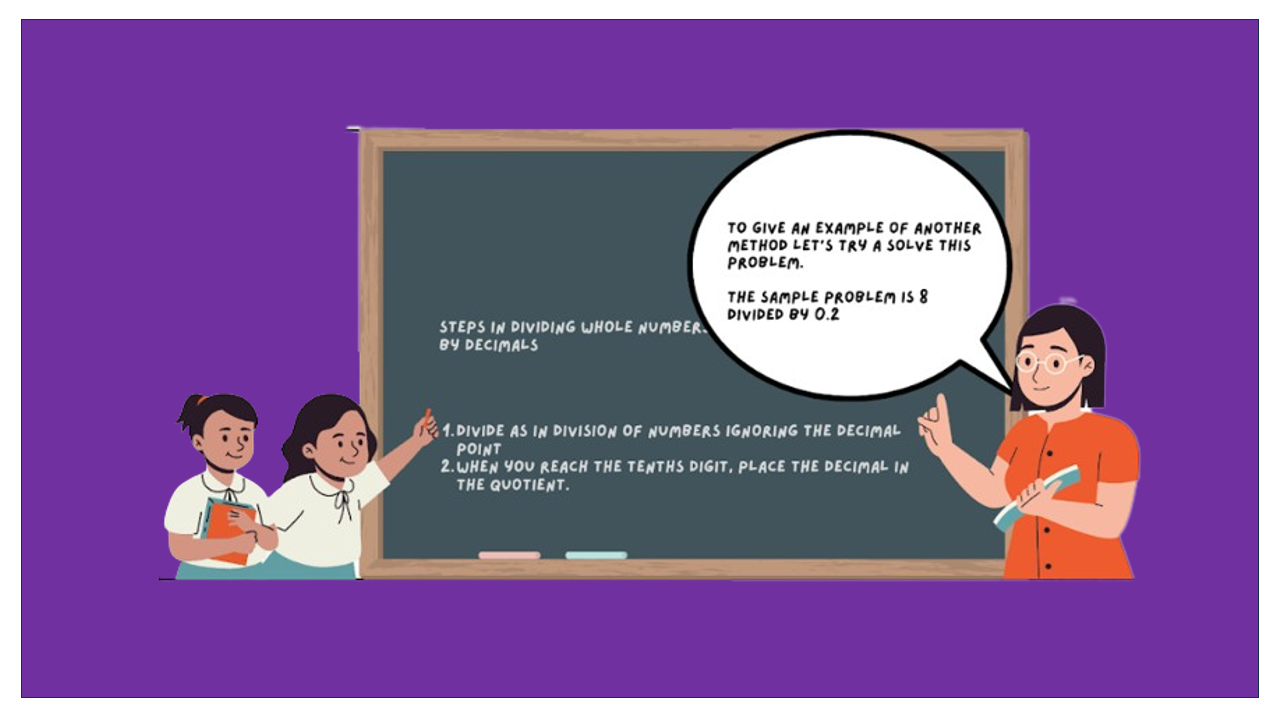 TO GIVE AN EXAMPLE OF ANOTHER
METHOD LET'S TRY A SOLVE THIS
PROBLEM.
THE SAMPLE PROBLEM IS 8
DIVIDED BY 0.2
STEPS IN DIVIDING WHOLE NUMBERS
BY DECIMALS
1. DIVIDE AS IN DIVISION OF NUMBERS IGNORING THE DECIMAL
POINT
2. WHEN YOU REACH THE TENTHS DIGIT, PLACE THE DECIMAL IN
THE QUOTIENT.